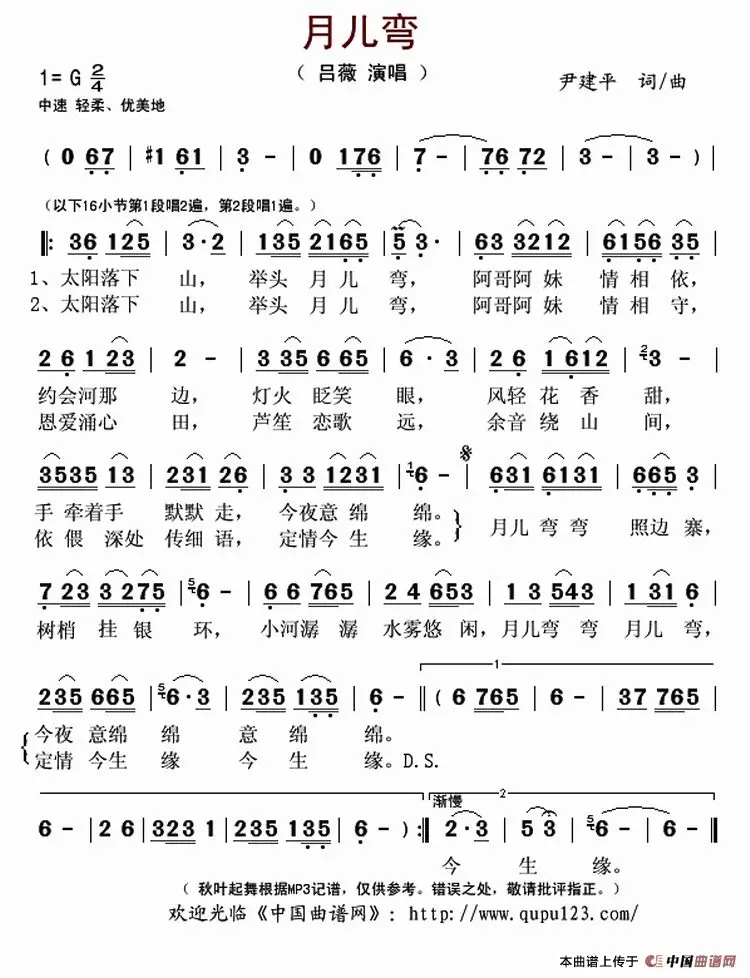 月儿弯
（ 吕薇 演唱 ）
1= G 2/4
尹建平 词/曲
中速 轻柔、优美地
( 0 67 | #1 61 | 3 - | 0 176 | 7 - | 76 72 | 3 - | 3 - ) |
（以下16小节第1段唱2遍，第2段唱1遍。）
‖: 36 125 | 3·2 | 135 2165 | 5 3· | 63 3212 | 6156 35 |
1、太阳落下 山， 举头 月儿 弯， 阿哥阿 妹 情 相 依，
2、太阳落下 山， 举头 月儿 弯， 阿哥阿 妹 情 相 守，
2 6 1 23 | 2 - | 3 335 6 65 | 6 · 3 | 2 6 1 612 | 2 3 - |
约会河那 边， 灯火 眨笑 眼， 风轻 花 香 甜，
恩爱涌心 田， 芦笙 恋歌 远， 余音 绕 山 间，
3535 13 | 231 26 | 3 3 1231 | 1 6 - | 631 6131 | 665 3 |
手 牵着手 默默 走， 今夜意 绵 绵。 月儿 弯 弯 照边 寨，
依 偎 深处 传细 语， 定情今 生 缘。
7 23 3 275 | 5 6 - | 6 6 765 | 2 4 653 | 1 3 543 | 1 31 6 |
树梢 挂 银 环， 小河潺 潺 水雾悠 闲，月儿弯 弯 月儿 弯，
235 665 | 5 6·3 | 235 135 | 6 - ‖ ( 6 765 | 2 - | 37 765 |
1
今夜 意绵 绵 意 绵 绵。
定情 今生 缘 今 生 缘。D.S.
6 - | 2 6 | 323 1 | 235 135 | 6 - ) :‖ 2·3 | 5 3 | 5 6 - | 6 - ‖
渐慢
2
今 生 缘。
（ 秋叶起舞根据MP3记谱，仅供参考。错误之处，敬请批评指正。）
欢迎光临《中国曲谱网》：http://www.qupu123.com/
本曲谱上传于 中国曲谱网